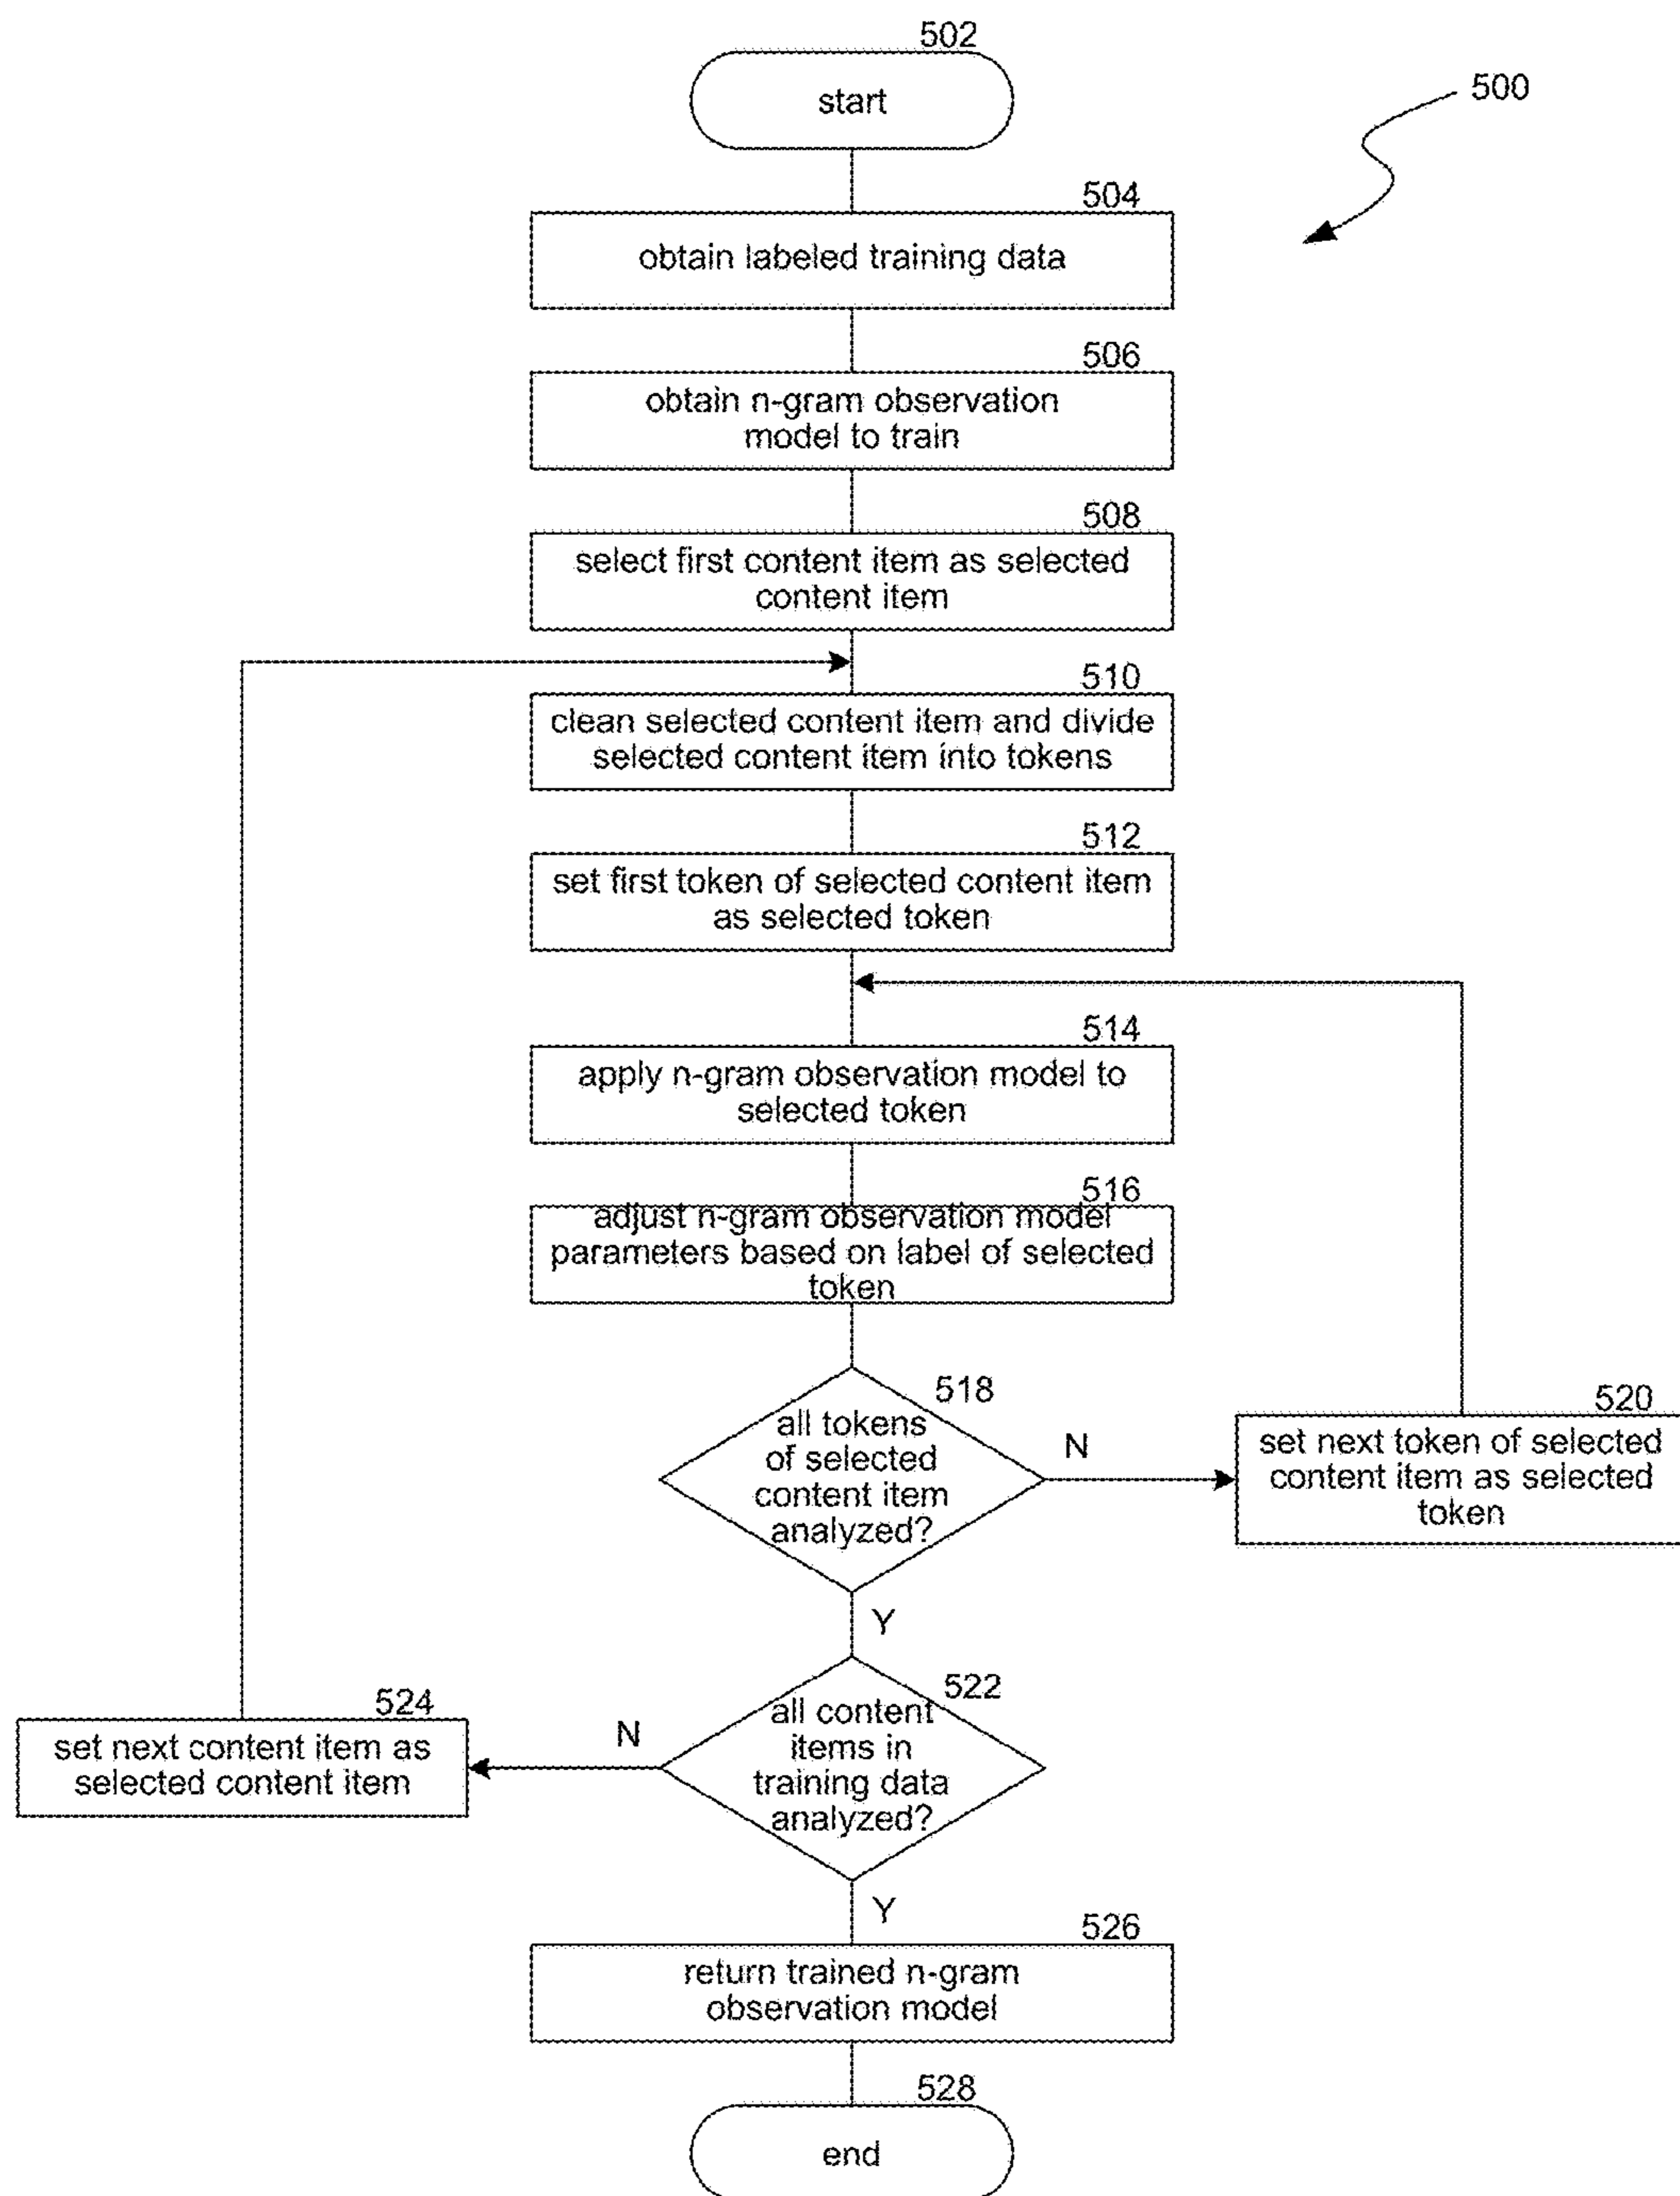 502
start
500
504
obtain labeled training data
506
obtain n-gram observation
model to train
508
select first content item as selected
content item
510
clean selected content item and divide
selected content item into tokens
512
set first token of selected content item
as selected token
514
apply n-gram observation model to
selected token
516
adjust n-gram observation model
parameters based on label of selected
token
518
all tokens
of selected
content item
analyzed?
N
520
set next token of selected
content item as selected
token
Y
522
all content
items in
training data
analyzed?
N
524
set next content item as
selected content item
Y
526
return trained n-gram
observation model
528
end